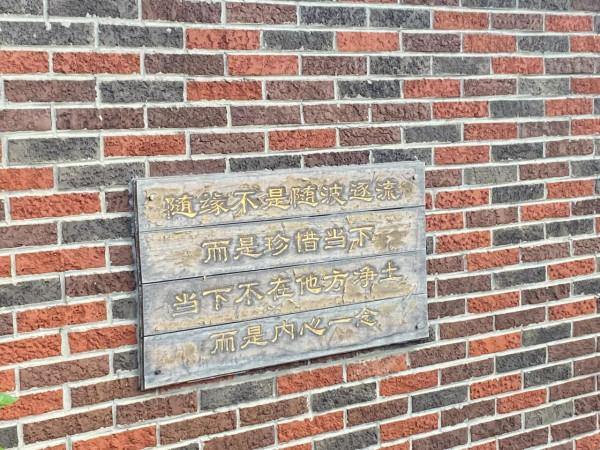 随缘不是随波逐流
而是珍惜当下
当下不在他方净土
而是内心一念